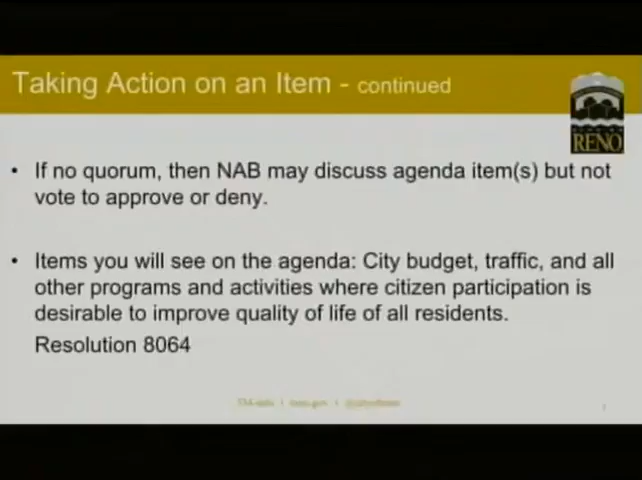 Taking Action on an Item - continued
RENO
• If no quorum, then NAB may discuss agenda item(s) but not
vote to approve or deny.
• Items you will see on the agenda: City budget, traffic, and all
other programs and activities where citizen participation is
desirable to improve quality of life of all residents.
Resolution 8064